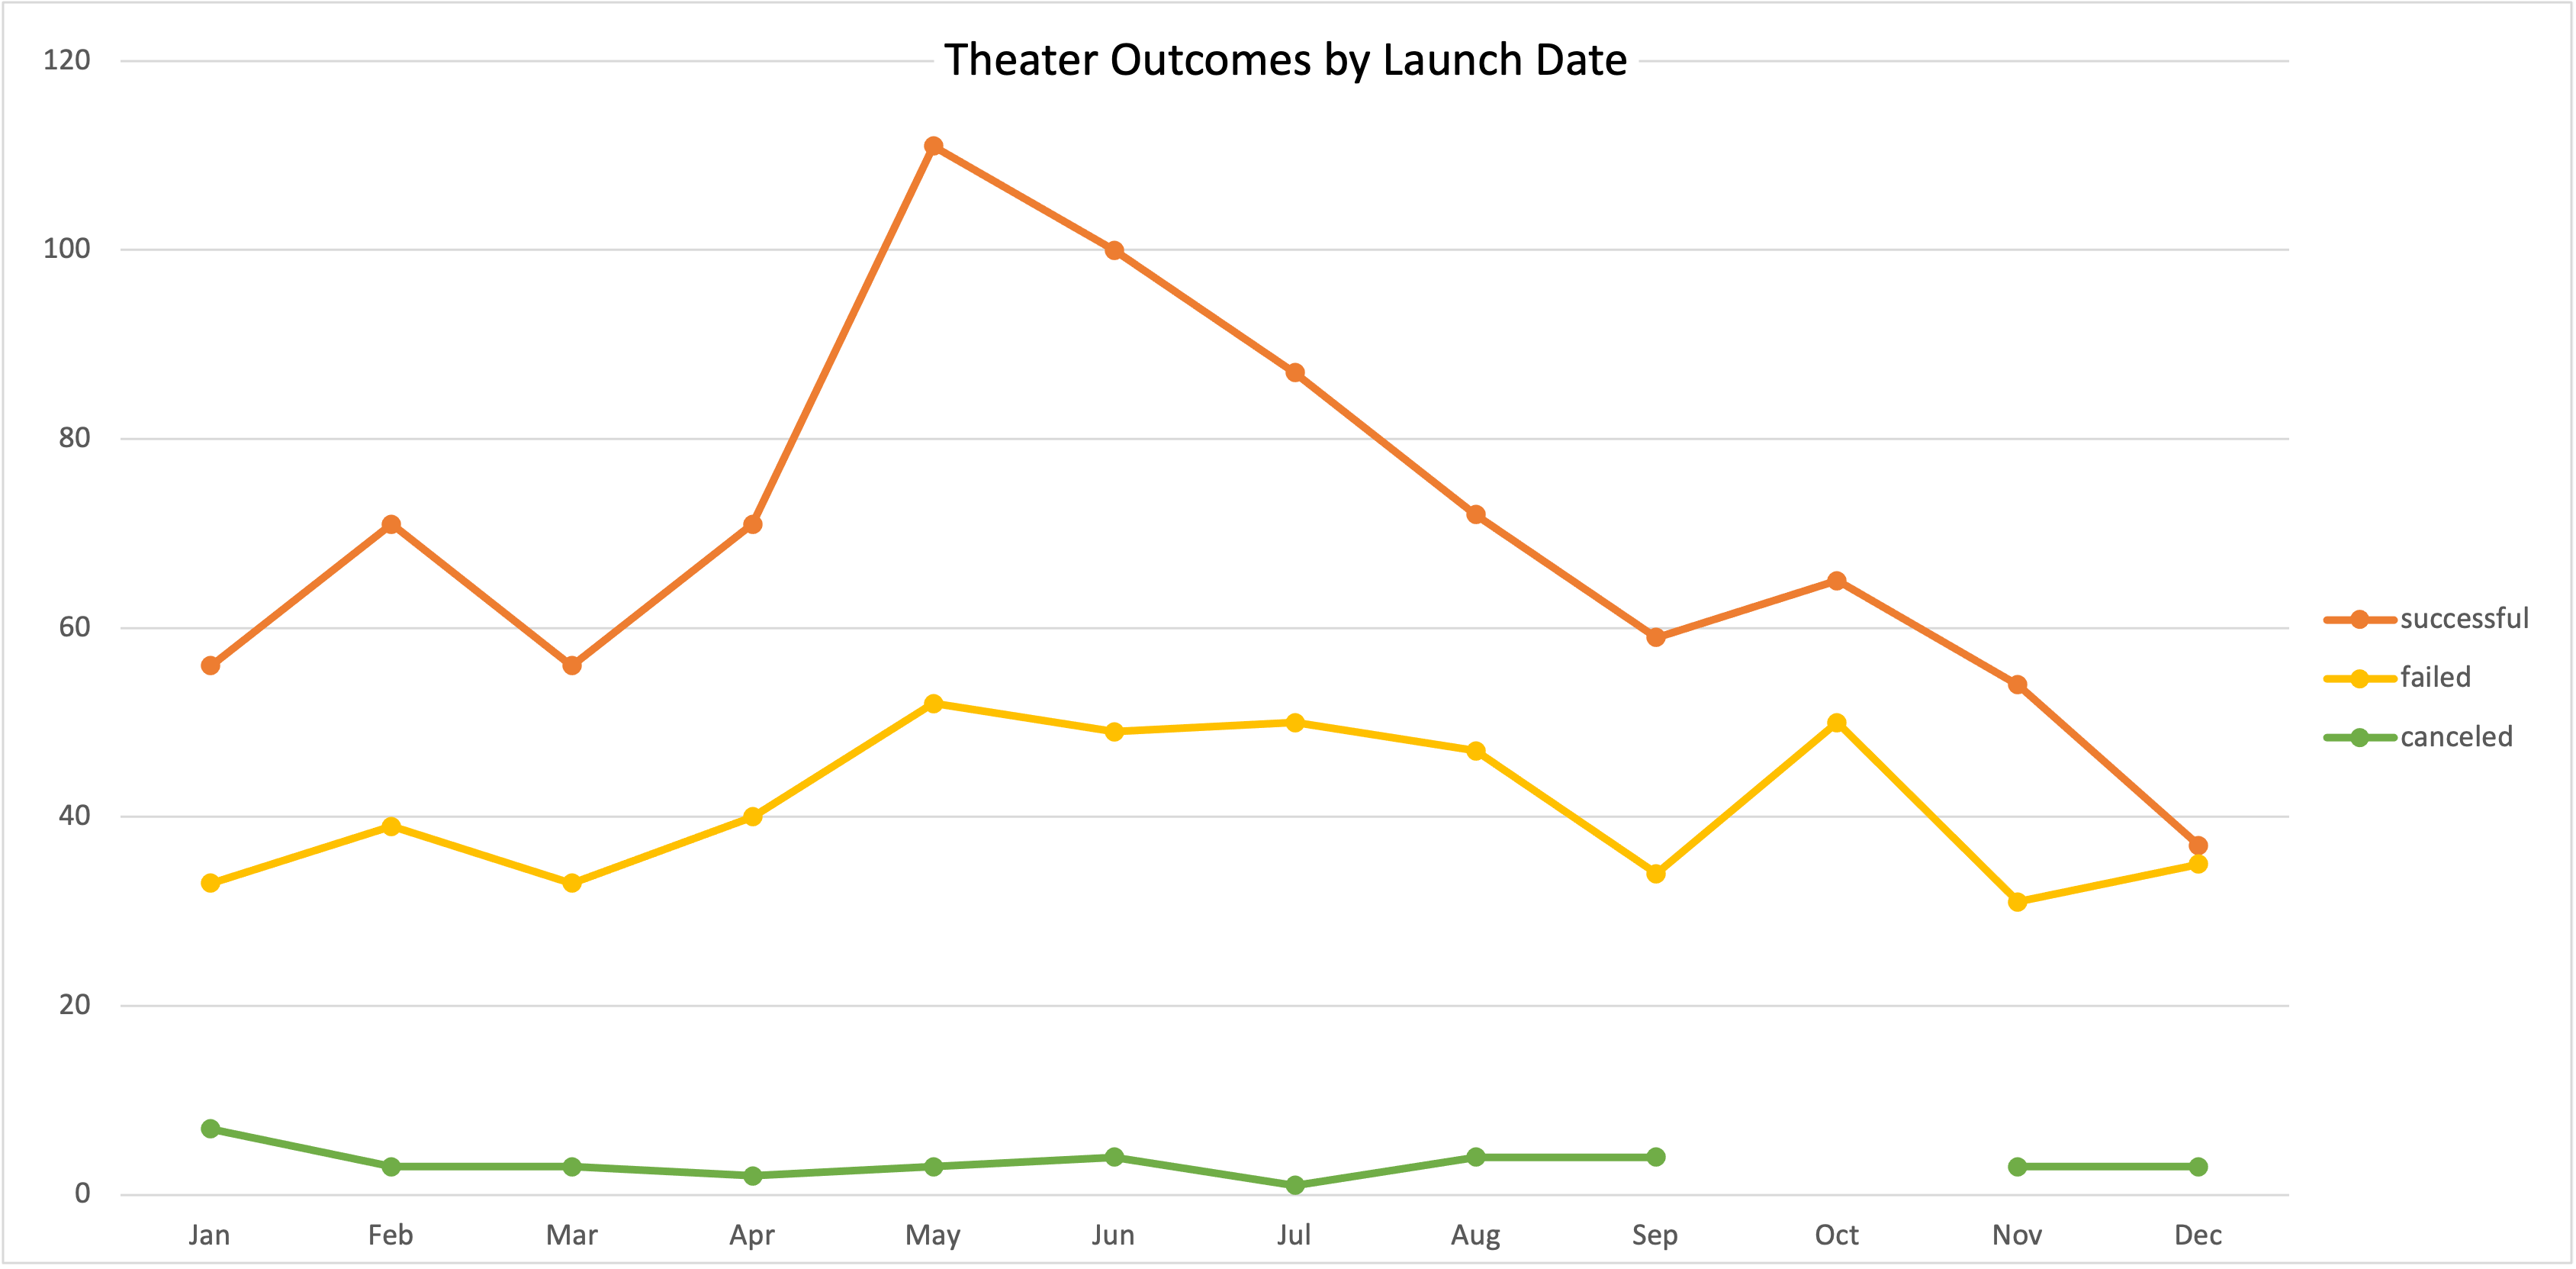 Theater Outcomes by Launch Date
120
100
80
60
40
20
0
Jan Feb Mar Apr May Jun Jul Aug Sep Oct Nov Dec
successful
failed
canceled